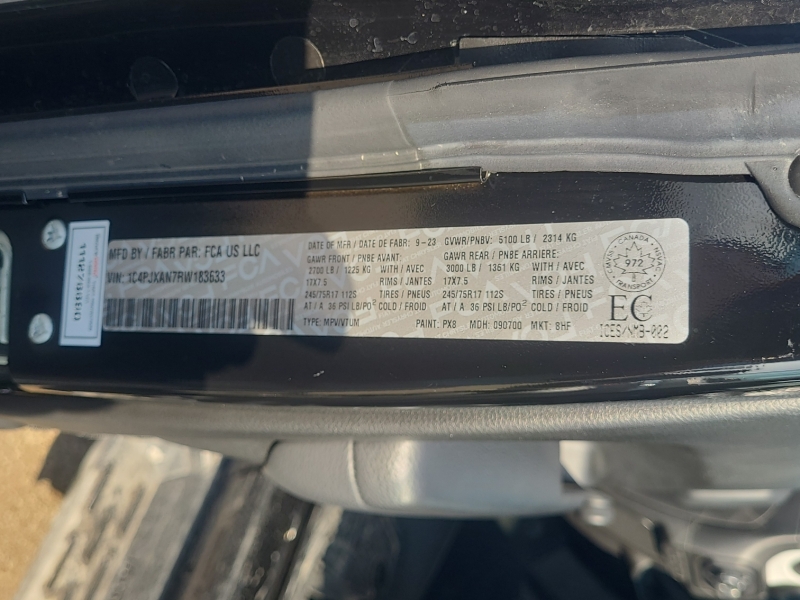 MFD BY / FABR PAR: FCA US LLC
VIN: 1C4PJXAN7RW183633
DATE OF MFR / DATE DE FABR: 9-23 GVWR/PNBV: 5100 LB / 2314 KG
GAWR FRONT / PNBE AVANT: GAWR REAR / PNBE ARRIERE:
2700 LB / 1225 KG WITH / AVEC 3000 LB / 1361 KG WITH / AVEC
17X7.5 RIMS / JANTES 17X7.5 RIMS / JANTES
245/75R17 112S TIRES / PNEUS 245/75R17 112S TIRES / PNEUS
AT / A 36 PSI LB/PO² COLD / FROID AT / A 36 PSI LB/PO² COLD / FROID
TYPE: MPV/VTUM PAINT: PX8 MDH: 090700 MKT: 8HF
CANADA
972
TRANSPORT
EC
ICES/NMB-002